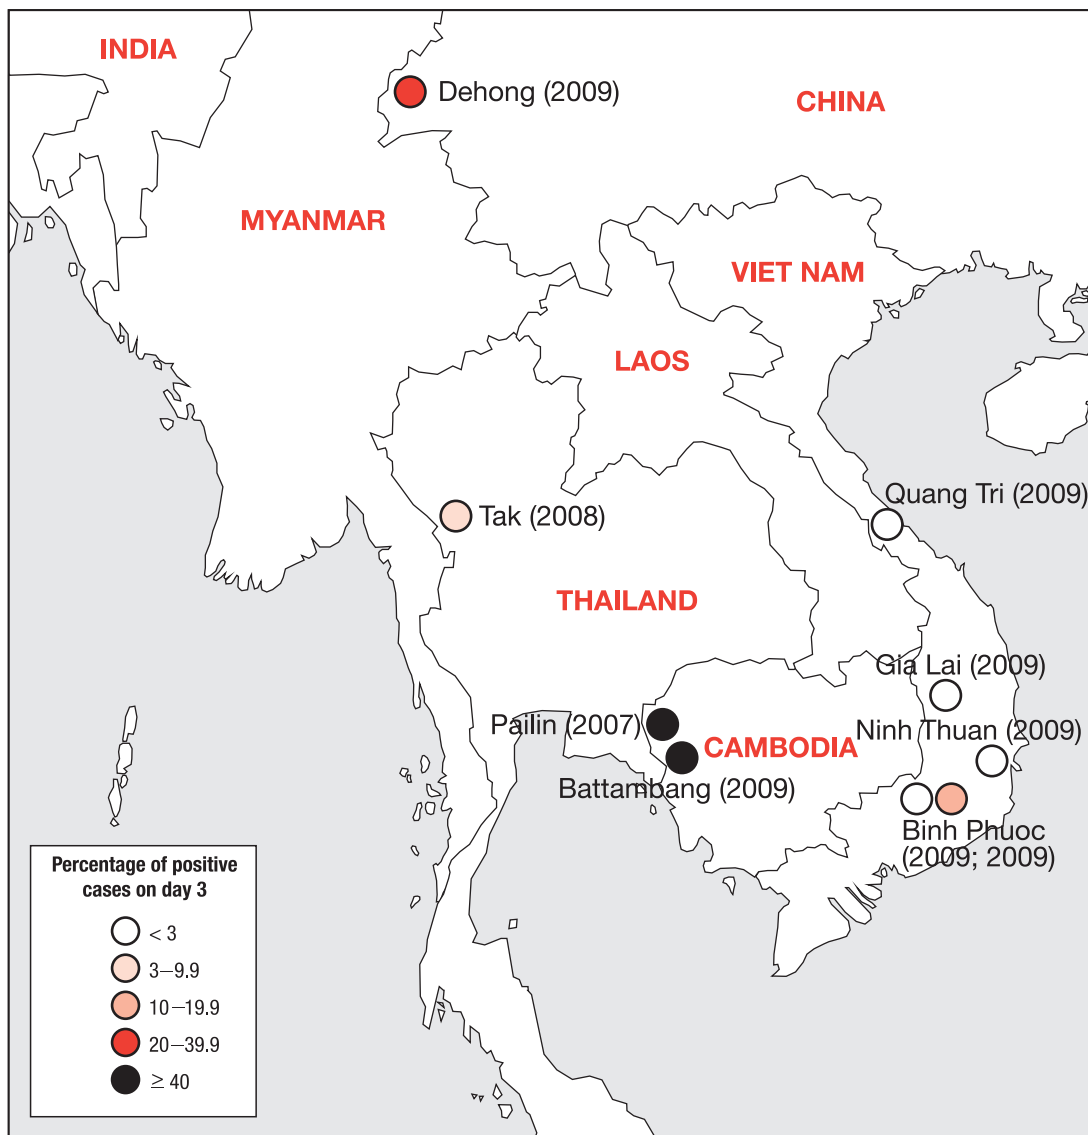 INDIA
Dehong (2009)
CHINA
MYANMAR
VIET NAM
LAOS
Quang Tri (2009)
Tak (2008)
THAILAND
Gia Lai (2009)
Pailin (2007)
Ninh Thuan (2009)
CAMBODIA
Battambang (2009)
Binh Phuoc
(2009; 2009)
Percentage of positive
cases on day 3
< 3
3–9.9
10–19.9
20–39.9
≥ 40